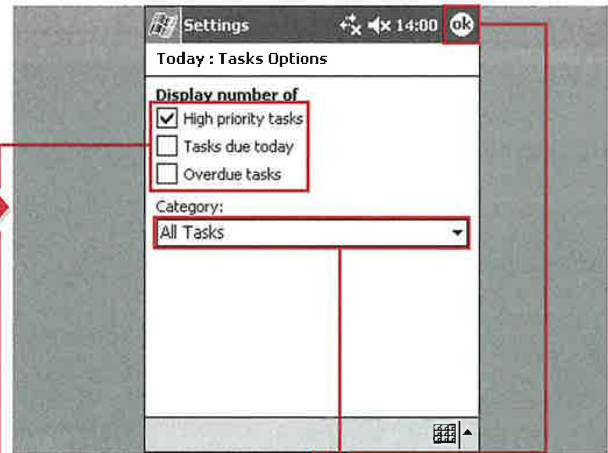 Settings 14:00 ok
Today : Tasks Options
Display number of
High priority tasks
Tasks due today
Overdue tasks
Category:
All Tasks